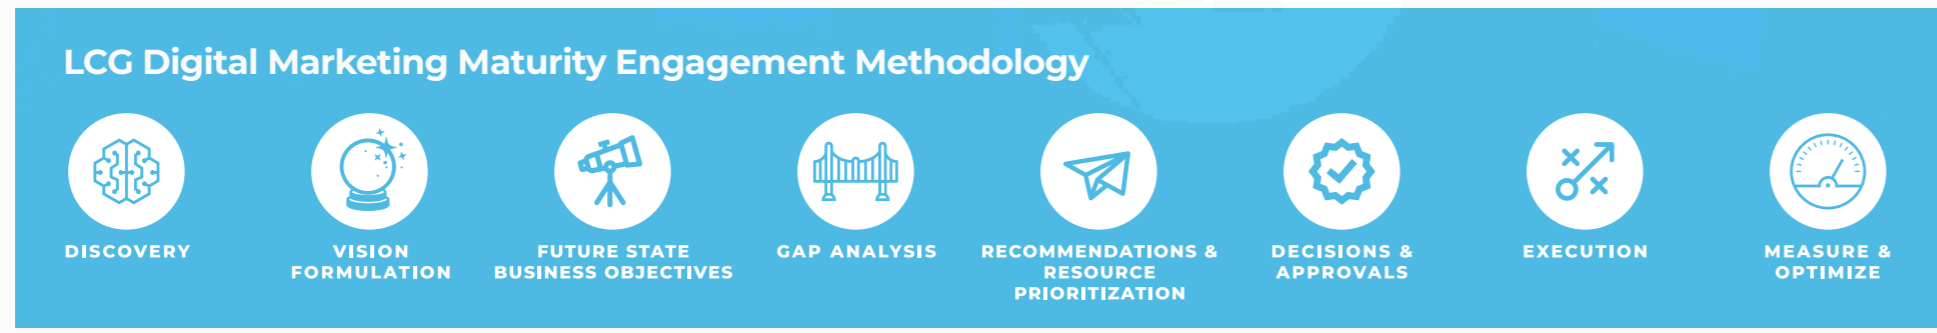 LCG Digital Marketing Maturity Engagement Methodology
DISCOVERY
VISION
FORMULATION
FUTURE STATE
BUSINESS OBJECTIVES
GAP ANALYSIS
RECOMMENDATIONS &
RESOURCE
PRIORITIZATION
DECISIONS &
APPROVALS
EXECUTION
MEASURE &
OPTIMIZE